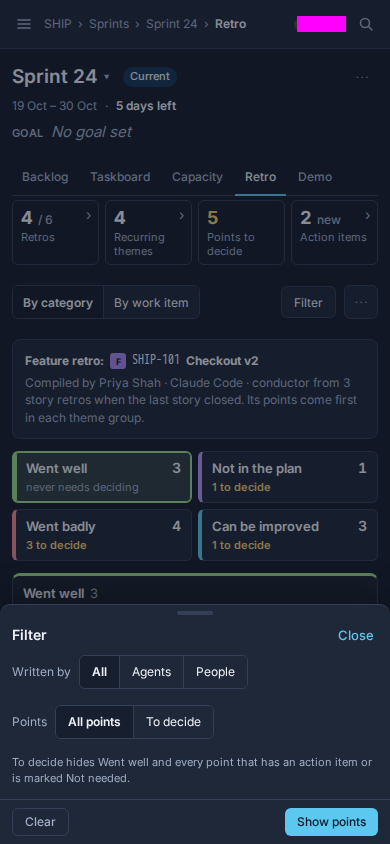 SHIP › Sprints › Sprint 24 › Retro
Sprint 24 ▾ Current ...
19 Oct – 30 Oct · 5 days left
GOAL No goal set
Backlog Taskboard Capacity Retro Demo
4 / 6 ›
Retros
4 ›
Recurring
themes
5
Points to
decide
2 new ›
Action items
By category By work item Filter ...
Feature retro: F SHIP-101 Checkout v2
Compiled by Priya Shah · Claude Code · conductor from 3
story retros when the last story closed. Its points come first
in each theme group.
Went well 3
never needs deciding
Not in the plan 1
1 to decide
Went badly 4
3 to decide
Can be improved 3
1 to decide
Went well 3
Filter Close
Written by All Agents People
Points All points To decide
To decide hides Went well and every point that has an action item or
is marked Not needed.
Clear Show points